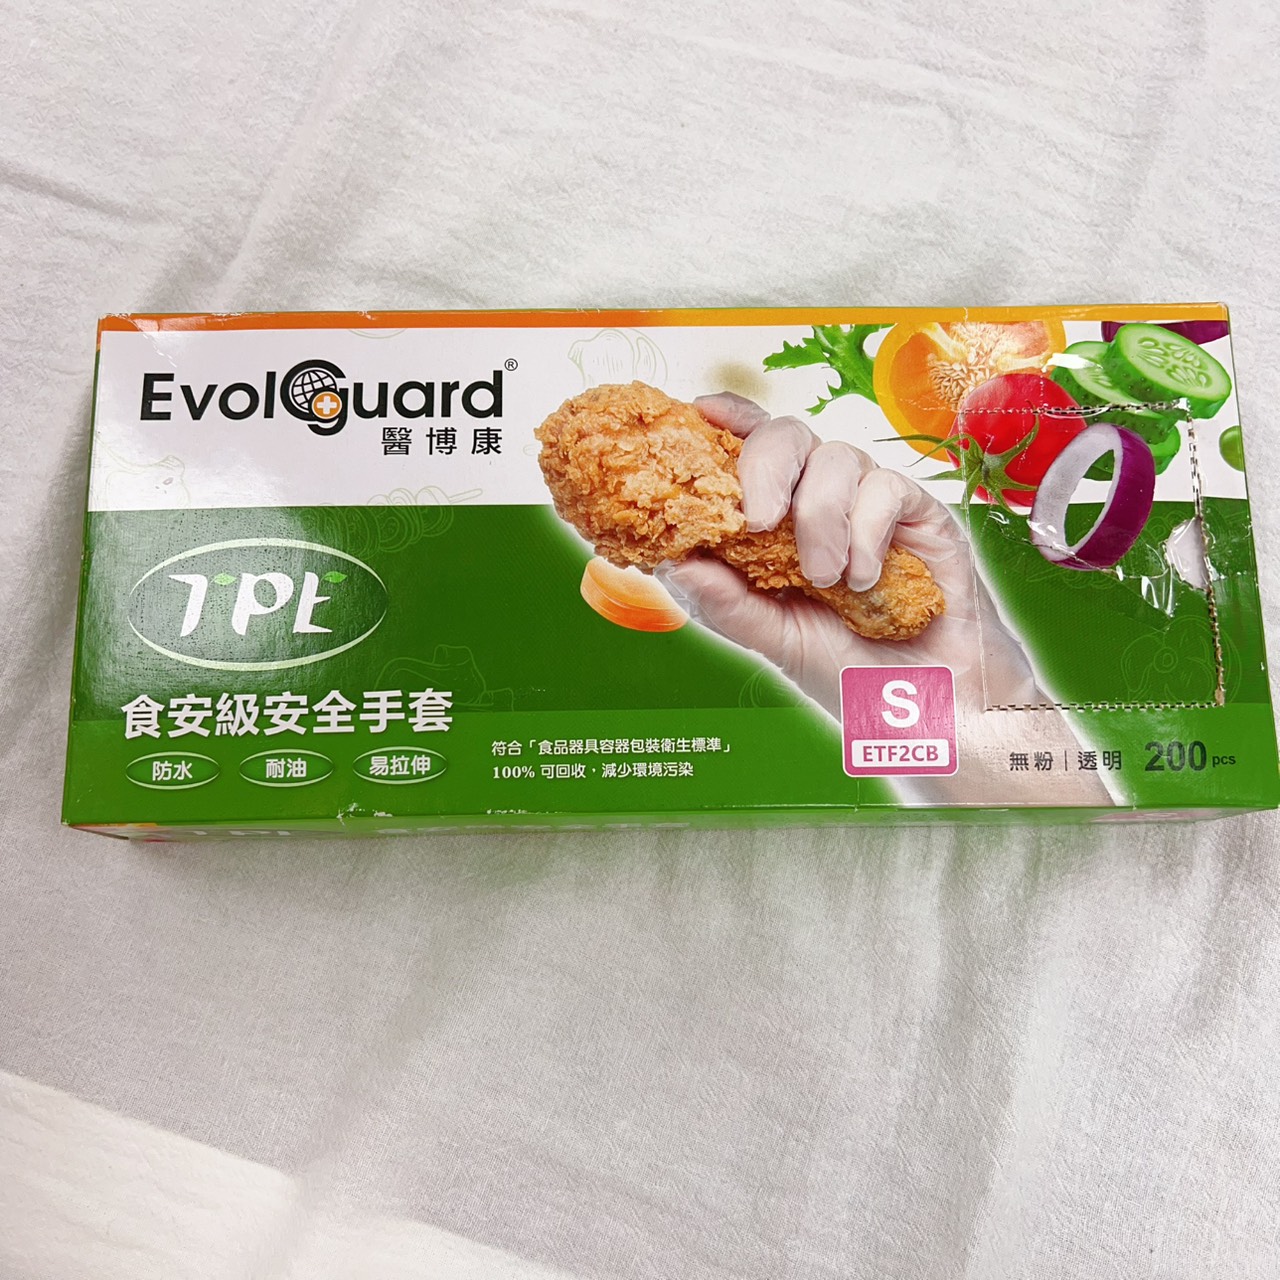 EvolGuard®
醫博康
TPE
食安級安全手套
防水 耐油 易拉伸
符合「食品器具容器包裝衛生標準」
100% 可回收，減少環境污染
S
ETF2CB
無粉｜透明 200 pcs